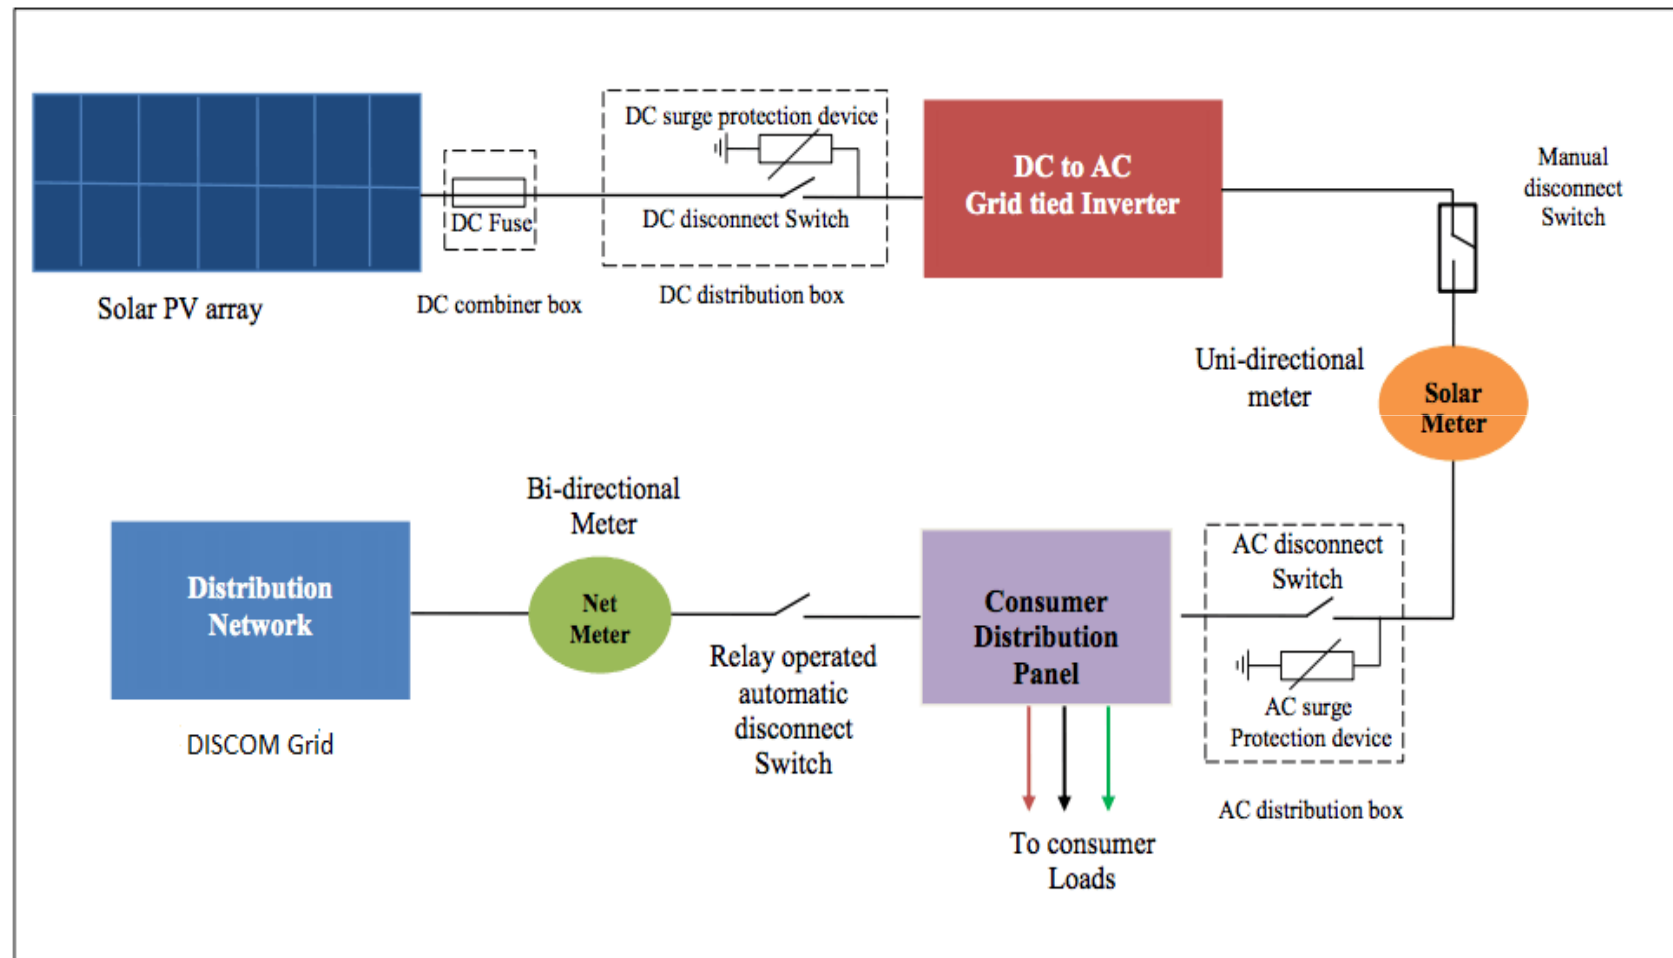 DC surge protection device
DC Fuse
DC disconnect Switch
Solar PV array
DC combiner box
DC distribution box
DC to AC
Grid tied Inverter
Manual
disconnect
Switch
Uni-directional
meter
Solar
Meter
Bi-directional
Meter
Distribution
Network
DISCOM Grid
Net
Meter
Relay operated
automatic
disconnect
Switch
Consumer
Distribution
Panel
To consumer
Loads
AC disconnect
Switch
AC surge
Protection device
AC distribution box